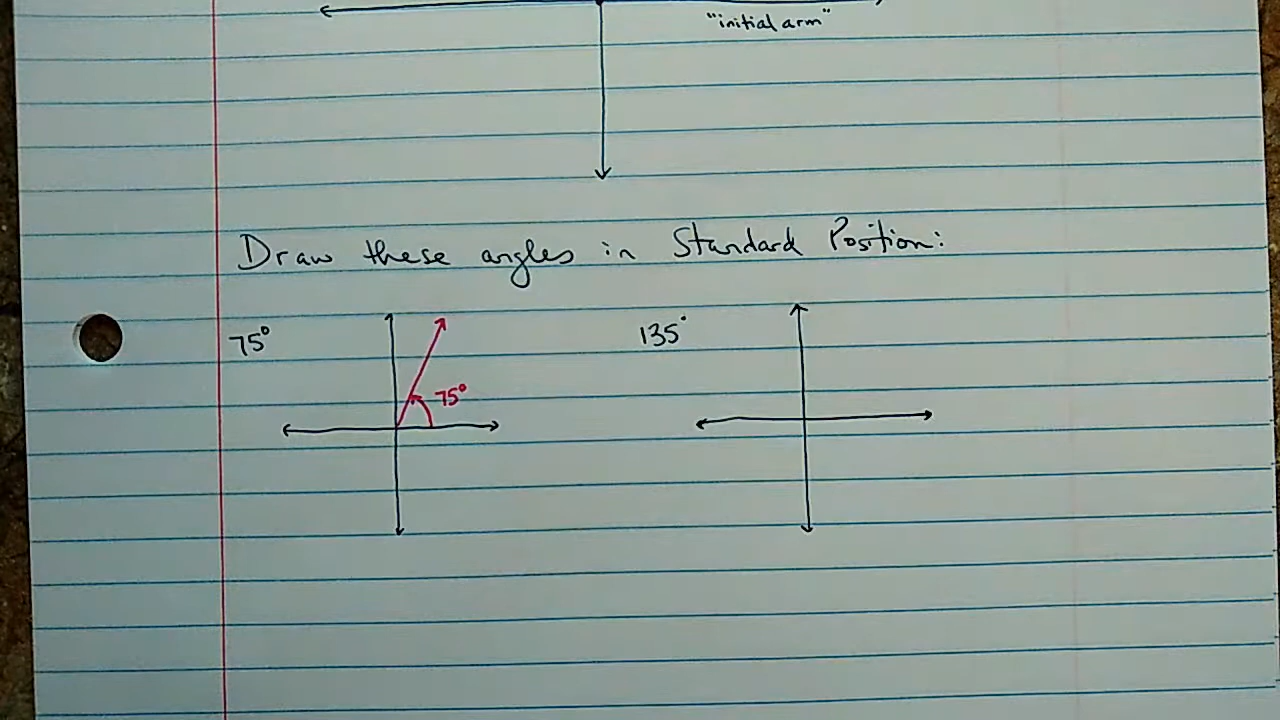 "initial arm"
Draw these angles in Standard Position:
75°
75°
135°